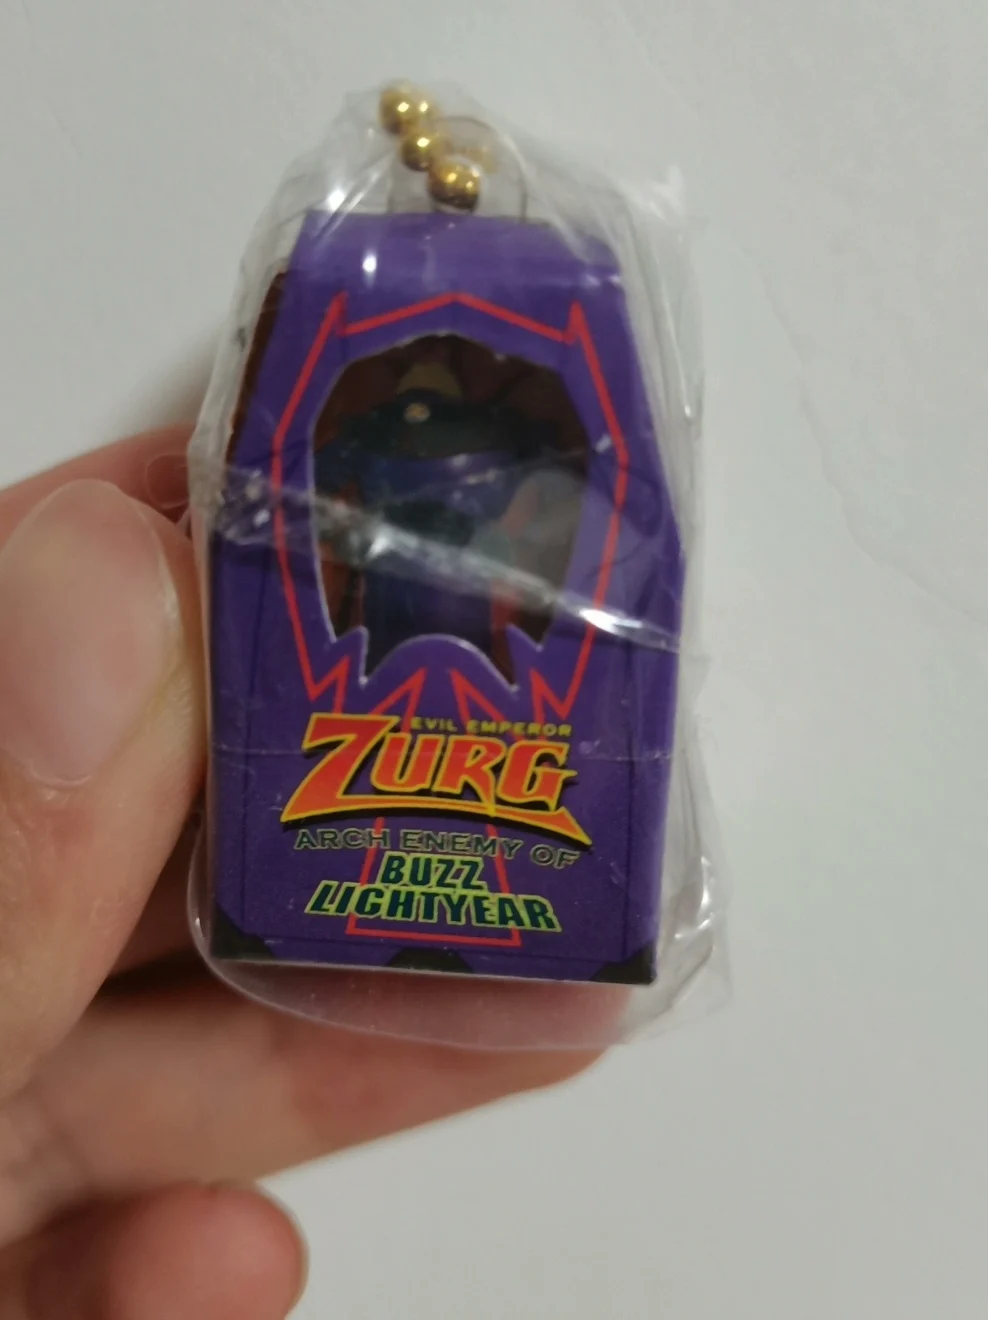 EVIL EMPEROR
ZURG
ARCH ENEMY OF
BUZZ
LIGHTYEAR